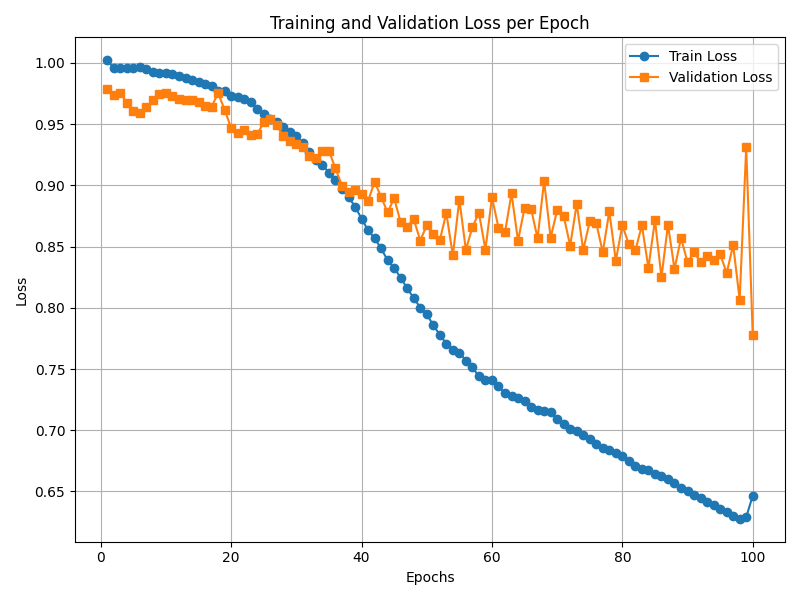 Training and Validation Loss per Epoch
Train Loss
Validation Loss
1.00
0.95
0.90
0.85
0.80
0.75
0.70
0.65
Loss
0 20 40 60 80 100
Epochs